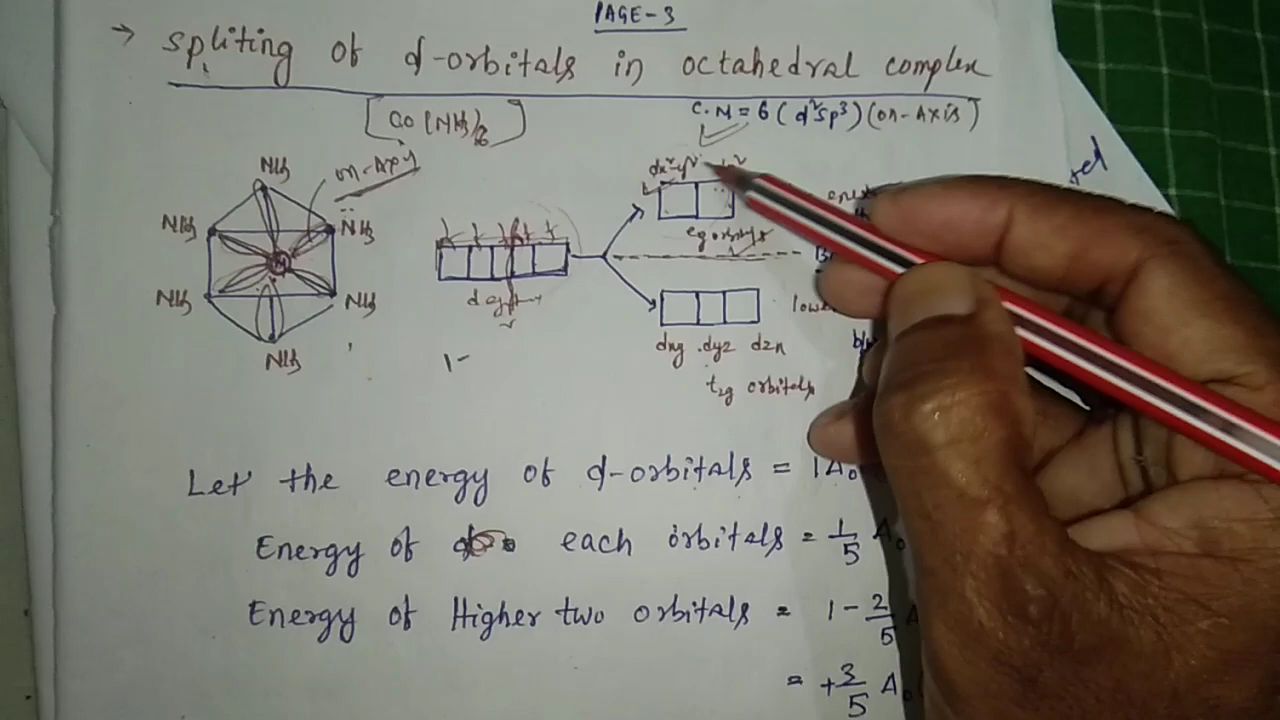 PAGE-3
→ spliting of d-orbitals in octahedral complex
[CO(NH3)6]
C.N = 6 (d²sp³) (on-Axis)
NH3
on-Axis
NH3
NH3
M
NH3
NH3
NH3
dx²-y²
eg orbitals
lowe
dxy dyz dzx
t2g orbitals
1-
Let the energy of d-orbitals = 1Δ0
Energy of each orbitals = 1/5 Δ0
Energy of Higher two orbitals = 1 - 2/5
= +3/5 Δ0